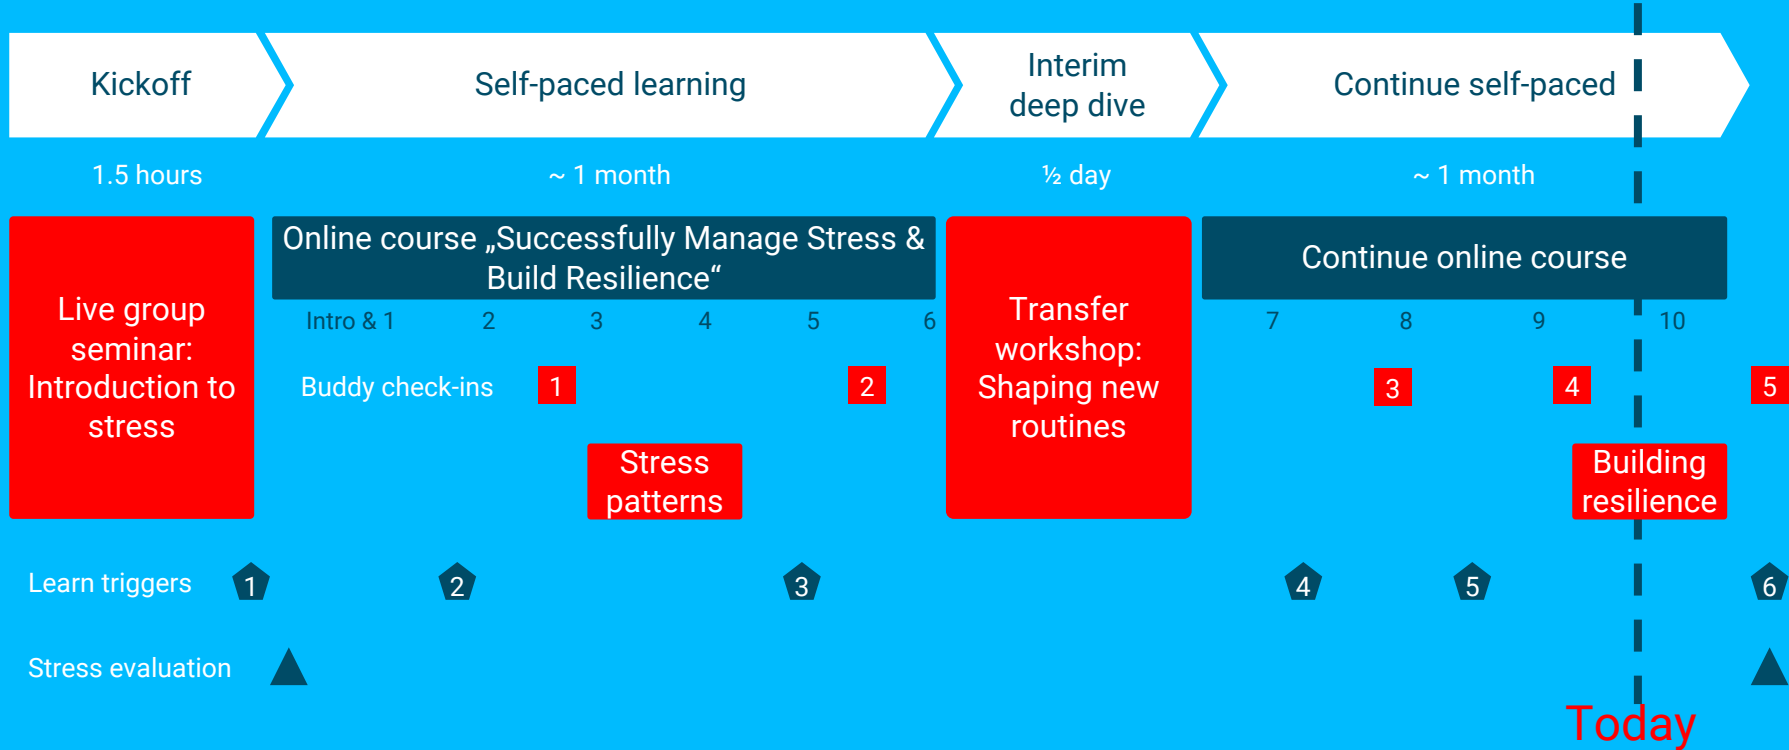 Kickoff
Self-paced learning
Interim
deep dive
Continue self-paced
1.5 hours
~ 1 month
½ day
~ 1 month
Live group
seminar:
Introduction to
stress
Online course „Successfully Manage Stress &
Build Resilience“
Transfer
workshop:
Shaping new
routines
Continue online course
Intro & 1 2 3 4 5 6
7 8 9 10
Buddy check-ins 1 2
3 4 5
Stress
patterns
Building
resilience
Learn triggers 1 2 3 4 5 6
Stress evaluation
Today